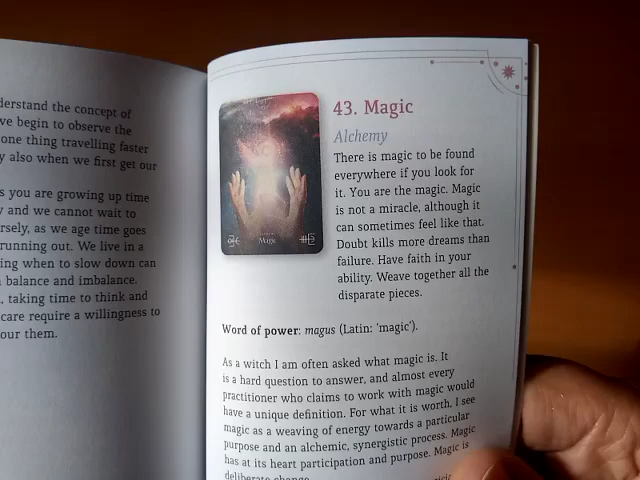 derstand the concept of
ve begin to observe the
one thing travelling faster
y also when we first get our
s you are growing up time
and we cannot wait to
rsely, as we age time goes
running out. We live in a
ing when to slow down can
balance and imbalance.
, taking time to think and
care require a willingness to
our them.
43. Magic
Alchemy
There is magic to be found
everywhere if you look for
it. You are the magic. Magic
is not a miracle, although it
can sometimes feel like that.
Doubt kills more dreams than
failure. Have faith in your
ability. Weave together all the
disparate pieces.
Magic
Word of power: magus (Latin: 'magic').
As a witch I am often asked what magic is. It
is a hard question to answer, and almost every
practitioner who claims to work with magic would
have a unique definition. For what it is worth, I see
magic as a weaving of energy towards a particular
purpose and an alchemic, synergistic process. Magic
has at its heart participation and purpose. Magic is
deliberate change